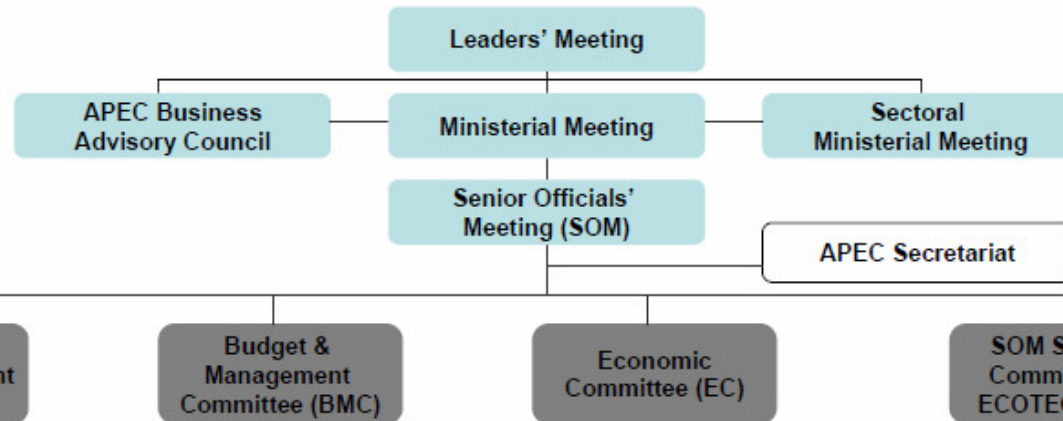 Leaders' Meeting
APEC Business
Advisory Council
Ministerial Meeting
Sectoral
Ministerial Meeting
Senior Officials'
Meeting (SOM)
APEC Secretariat
Budget &
Management
Committee (BMC)
Economic
Committee (EC)
SOM